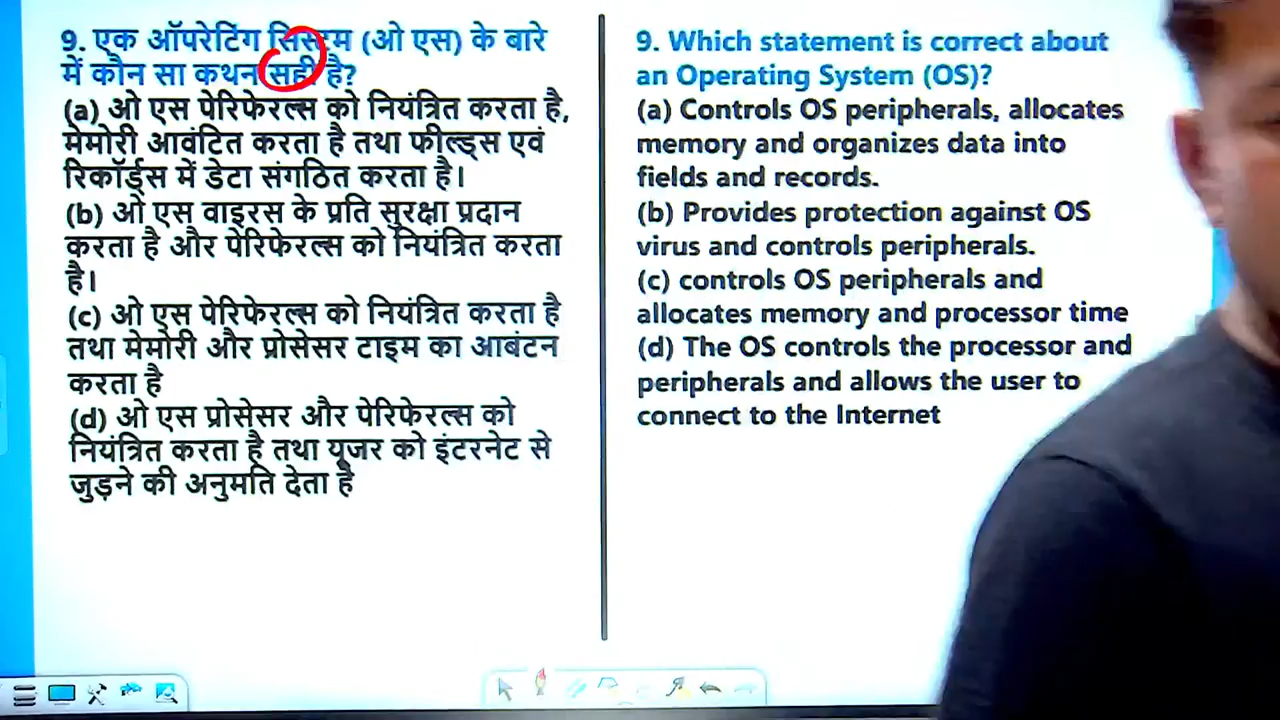 9. एक ऑपरेटिंग सिस्टम (ओ एस) के बारे
में कौन सा कथन सही है?
(a) ओ एस पेरिफेरल्स को नियंत्रित करता है,
मेमोरी आवंटित करता है तथा फील्ड्स एवं
रिकॉर्ड्स में डेटा संगठित करता है।
(b) ओ एस वाइरस के प्रति सुरक्षा प्रदान
करता है और पेरिफेरल्स को नियंत्रित करता
है।
(c) ओ एस पेरिफेरल्स को नियंत्रित करता है
तथा मेमोरी और प्रोसेसर टाइम का आबंटन
करता है
(d) ओ एस प्रोसेसर और पेरिफेरल्स को
नियंत्रित करता है तथा यूजर को इंटरनेट से
जुड़ने की अनुमति देता है
9. Which statement is correct about
an Operating System (OS)?
(a) Controls OS peripherals, allocates
memory and organizes data into
fields and records.
(b) Provides protection against OS
virus and controls peripherals.
(c) controls OS peripherals and
allocates memory and processor time
(d) The OS controls the processor and
peripherals and allows the user to
connect to the Internet